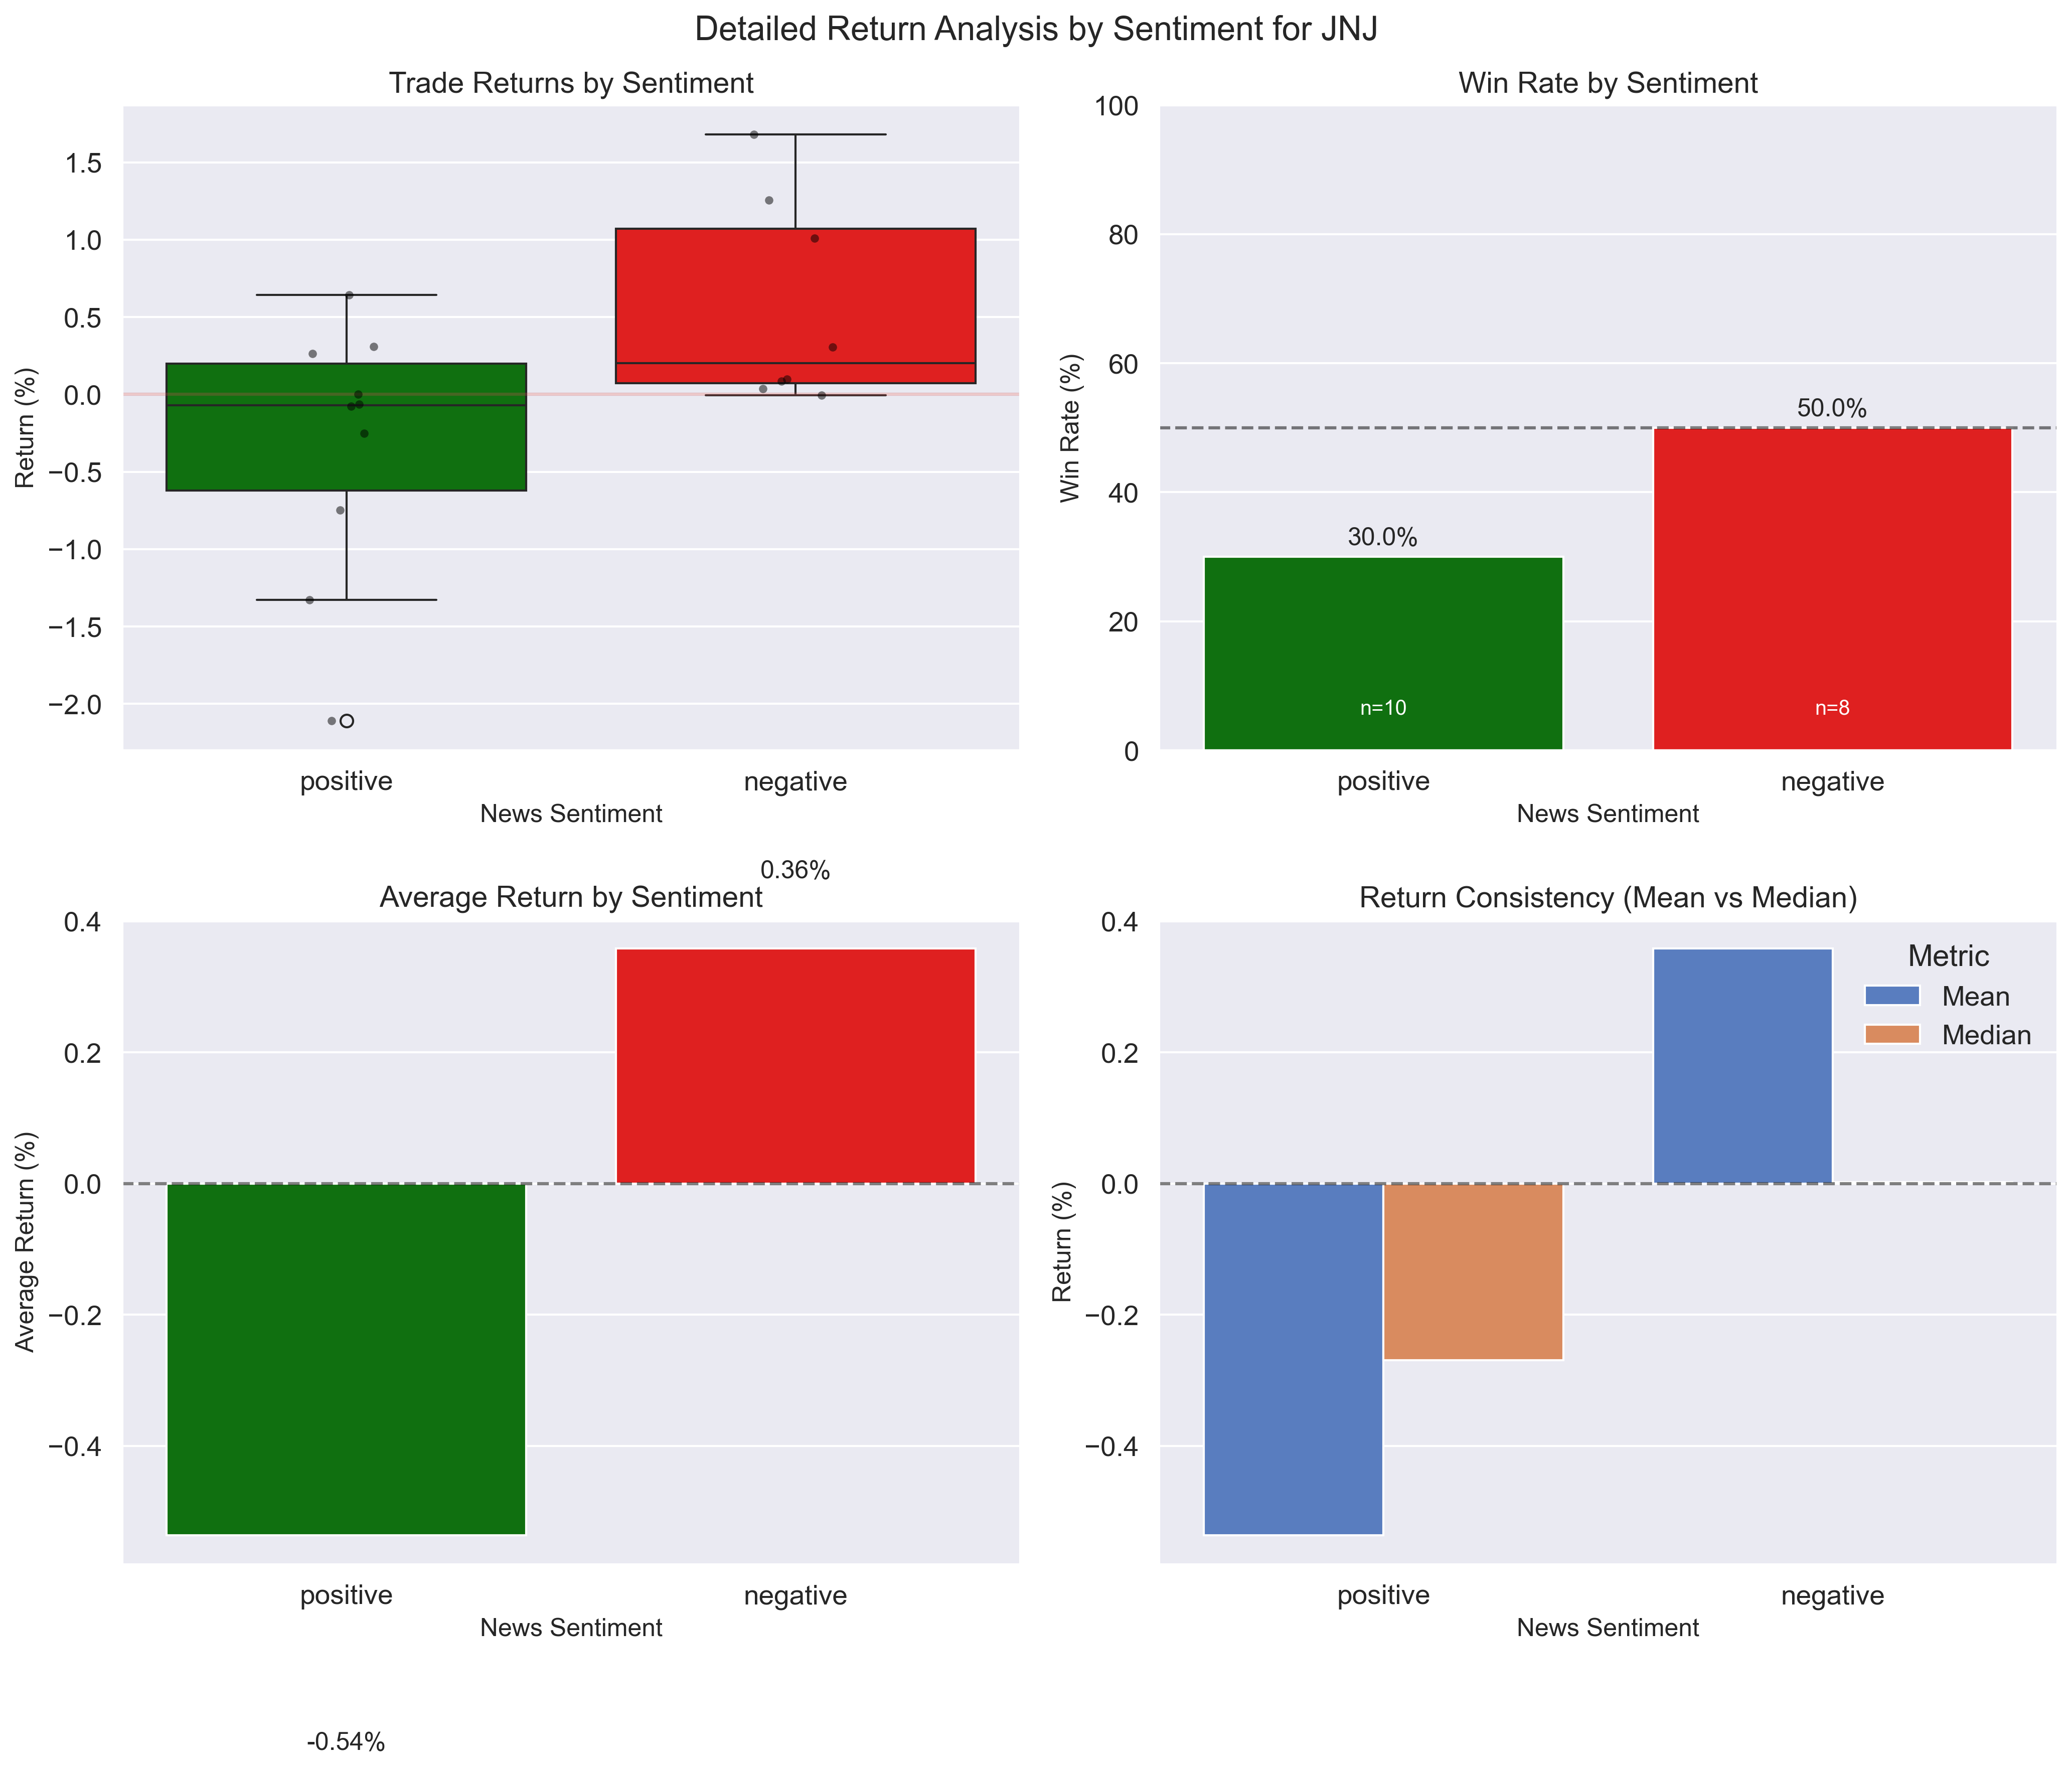 Detailed Return Analysis by Sentiment for JNJ
Trade Returns by Sentiment
Return (%)
1.5
1.0
0.5
0.0
−0.5
−1.0
−1.5
−2.0
positive
negative
News Sentiment
Win Rate by Sentiment
Win Rate (%)
100
80
60
40
20
0
30.0%
50.0%
n=10
n=8
positive
negative
News Sentiment
0.36%
Average Return by Sentiment
Average Return (%)
0.4
0.2
0.0
−0.2
−0.4
positive
negative
News Sentiment
-0.54%
Return Consistency (Mean vs Median)
Return (%)
0.4
0.2
0.0
−0.2
−0.4
Metric
Mean
Median
positive
negative
News Sentiment